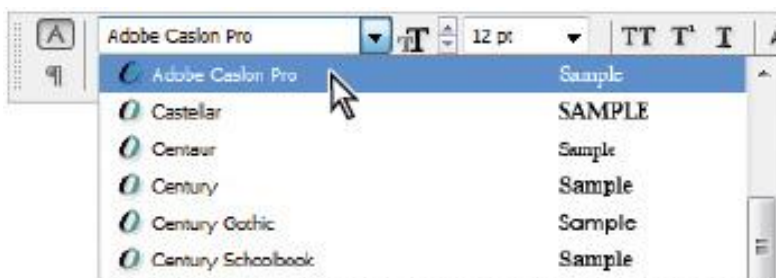 A Adobe Caslon Pro TT 12 pt TT T¹ T A
¶ Adobe Caslon Pro Sample
Castellar SAMPLE
Centaur Sample
Century Sample
Century Gothic Sample
Century Schoolbook Sample